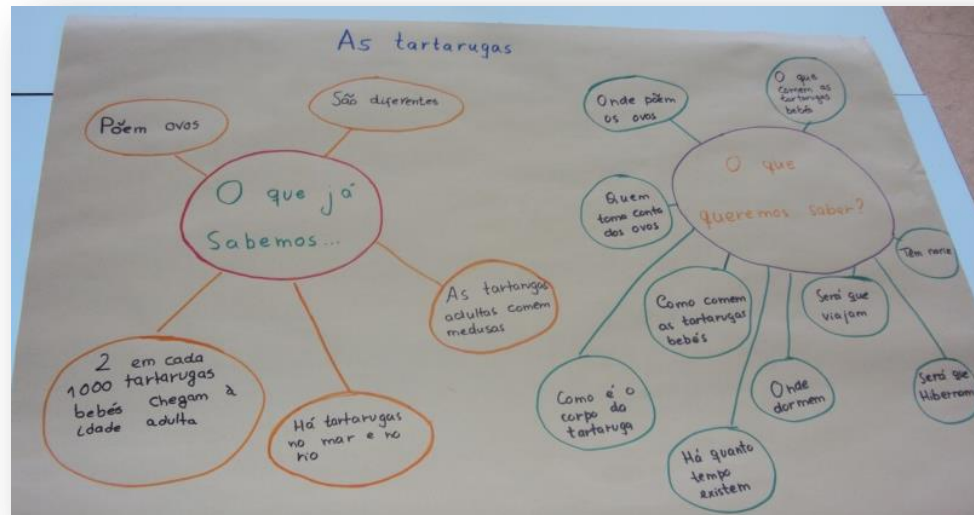 As tartarugas
O que já
Sabemos...
Põem ovos
São diferentes
As tartarugas
adultas comem
medusas
Há tartarugas
no mar e no
rio
2 em cada
1000 tartarugas
bebés chegam à
idade adulta
O que
queremos saber?
Onde põem
os ovos
O que
comem as
tartarugas
bebés
Quem
toma conta
dos ovos
Têm nariz
Como comem
as tartarugas
bebés
Será que
viajam
Como é o
corpo da
tartaruga
Onde
dormem
Será que
Hibernam
Há quanto
tempo
existem